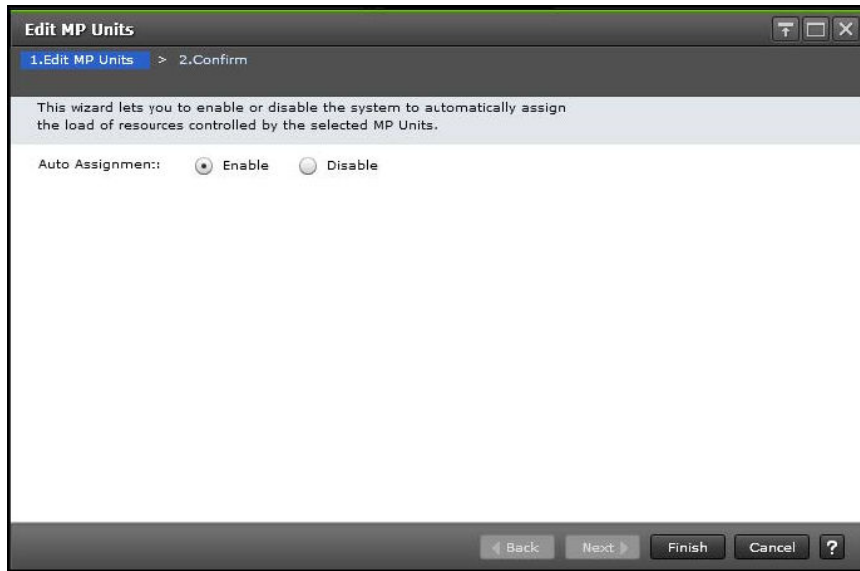 Edit MP Units
1.Edit MP Units > 2.Confirm
This wizard lets you to enable or disable the system to automatically assign
the load of resources controlled by the selected MP Units.
Auto Assignmen:: Enable Disable
Back Next Finish Cancel ?